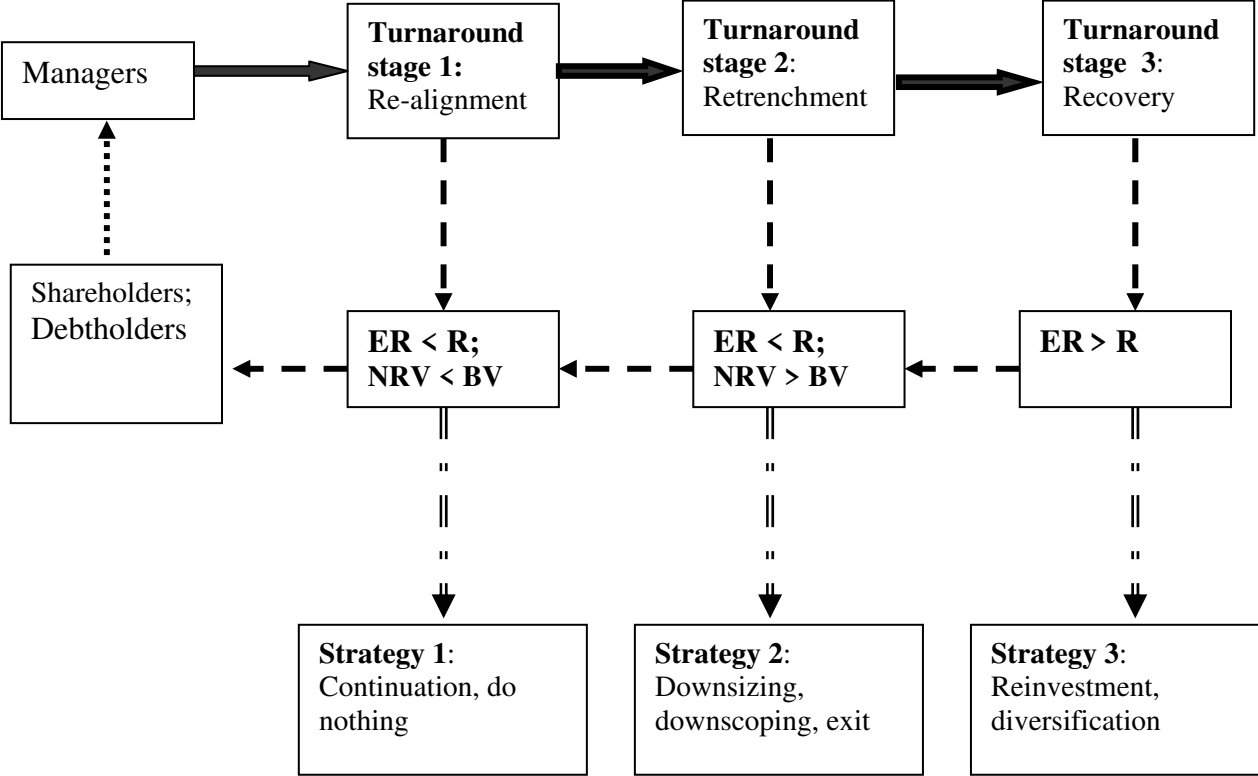 Managers
Turnaround
stage 1:
Re-alignment
Turnaround
stage 2:
Retrenchment
Turnaround
stage 3:
Recovery
Shareholders;
Debtholders
ER < R;
NRV < BV
ER < R;
NRV > BV
ER > R
Strategy 1:
Continuation, do
nothing
Strategy 2:
Downsizing,
downscoping, exit
Strategy 3:
Reinvestment,
diversification